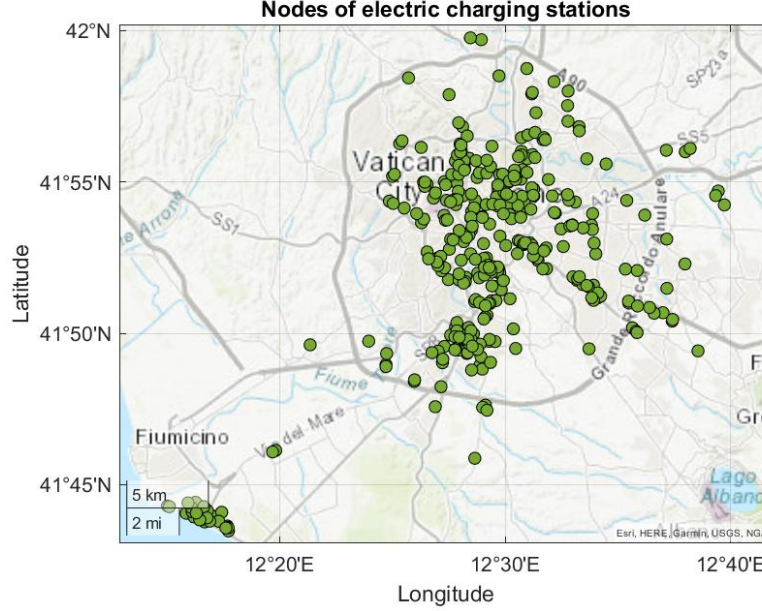 Nodes of electric charging stations
42°N
41°55'N
41°50'N
41°45'N
Latitude
12°20'E
12°30'E
12°40'E
Longitude
A90
SP 23 a
SS5
Vatican
City
A24
SS1
Grande Raccordo Anulare
Fiume
Via del Mare
Fiumicino
Lago
5 km
2 mi
Esri, HERE, Garmin, USGS, NGA